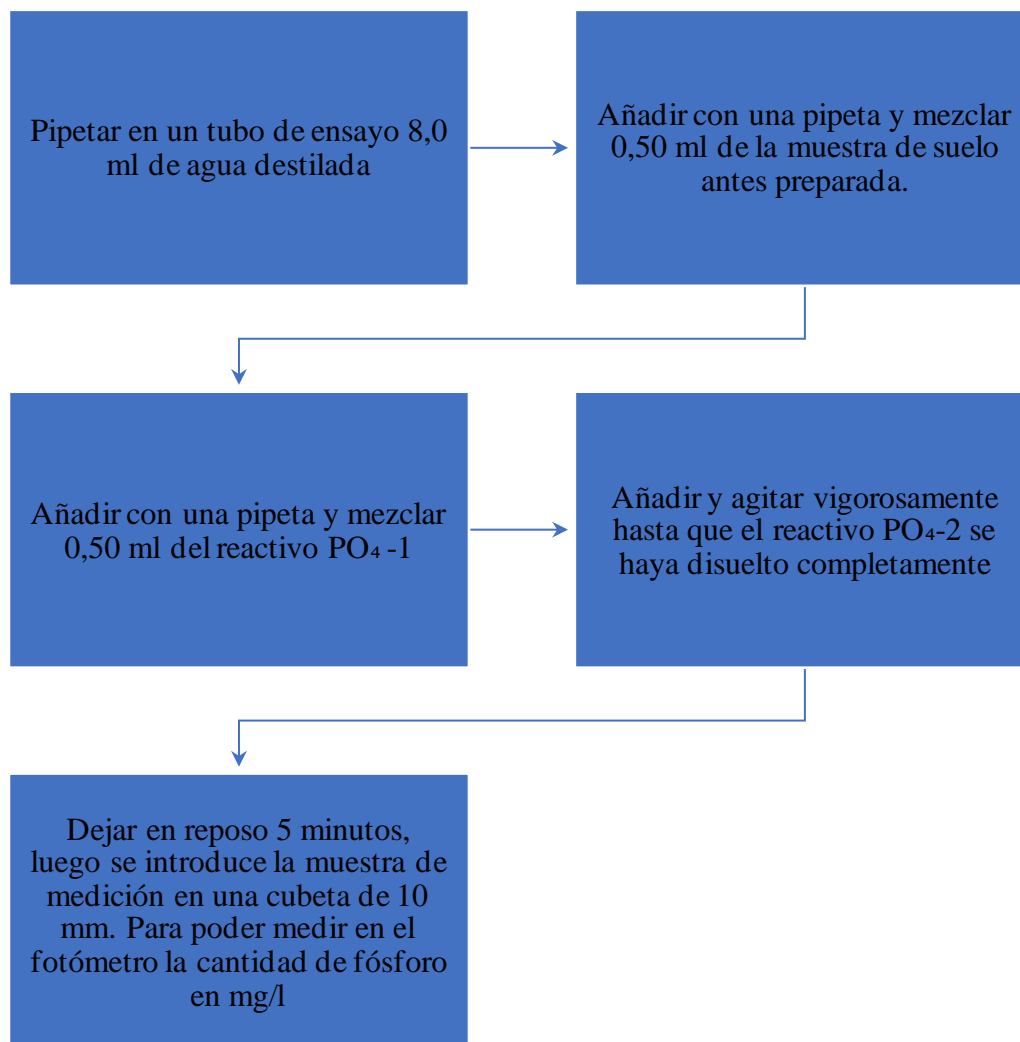 Pipetar en un tubo de ensayo 8,0
ml de agua destilada
Añadir con una pipeta y mezclar
0,50 ml de la muestra de suelo
antes preparada.
Añadir con una pipeta y mezclar
0,50 ml del reactivo PO₄ -1
Añadir y agitar vigorosamente
hasta que el reactivo PO₄-2 se
haya disuelto completamente
Dejar en reposo 5 minutos,
luego se introduce la muestra de
medición en una cubeta de 10
mm. Para poder medir en el
fotómetro la cantidad de fósforo
en mg/l